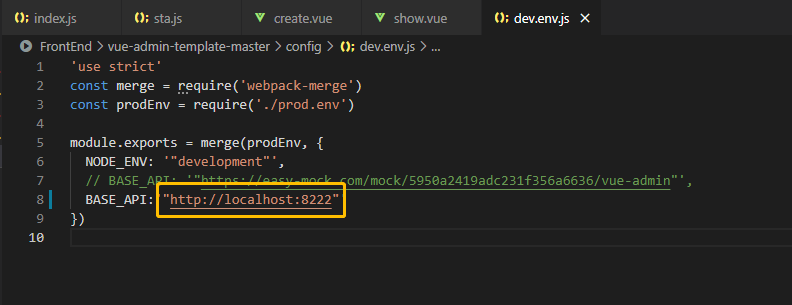 index.js sta.js create.vue show.vue dev.env.js ×
FrontEnd > vue-admin-template-master > config > dev.env.js > ...
1 'use strict'
2 const merge = require('webpack-merge')
3 const prodEnv = require('./prod.env')
4
5 module.exports = merge(prodEnv, {
6 NODE_ENV: '"development"',
7 // BASE_API: '"https://easy-mock.com/mock/5950a2419adc231f356a6636/vue-admin"',
8 BASE_API: "http://localhost:8222"
9 })
10